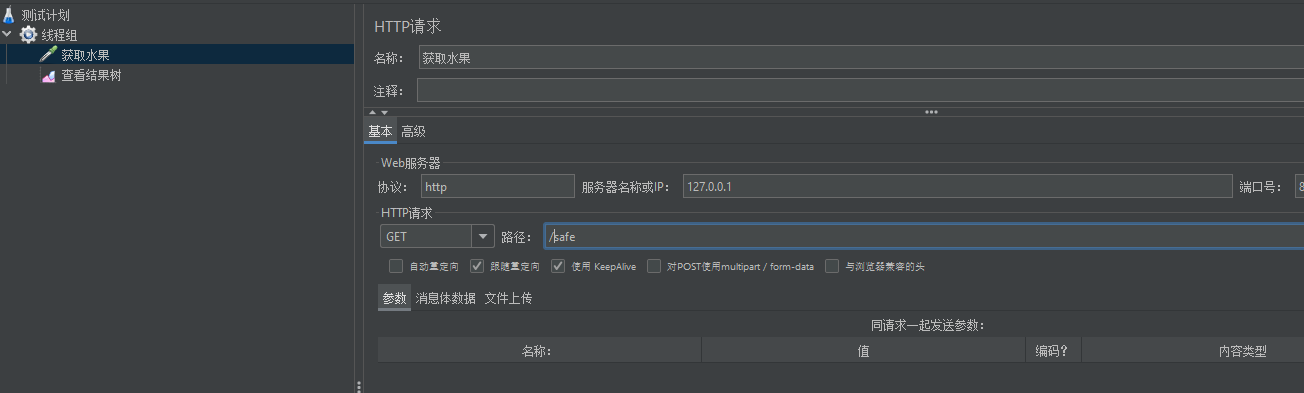 测试计划
线程组
获取水果
查看结果树
HTTP请求
名称： 获取水果
注释：
基本 高级
Web服务器
协议： http 服务器名称或IP： 127.0.0.1 端口号： 8
HTTP请求
GET 路径： /safe
自动重定向 跟随重定向 使用 KeepAlive 对POST使用multipart / form-data 与浏览器兼容的头
参数 消息体数据 文件上传
同请求一起发送参数：
名称： 值 编码？ 内容类型